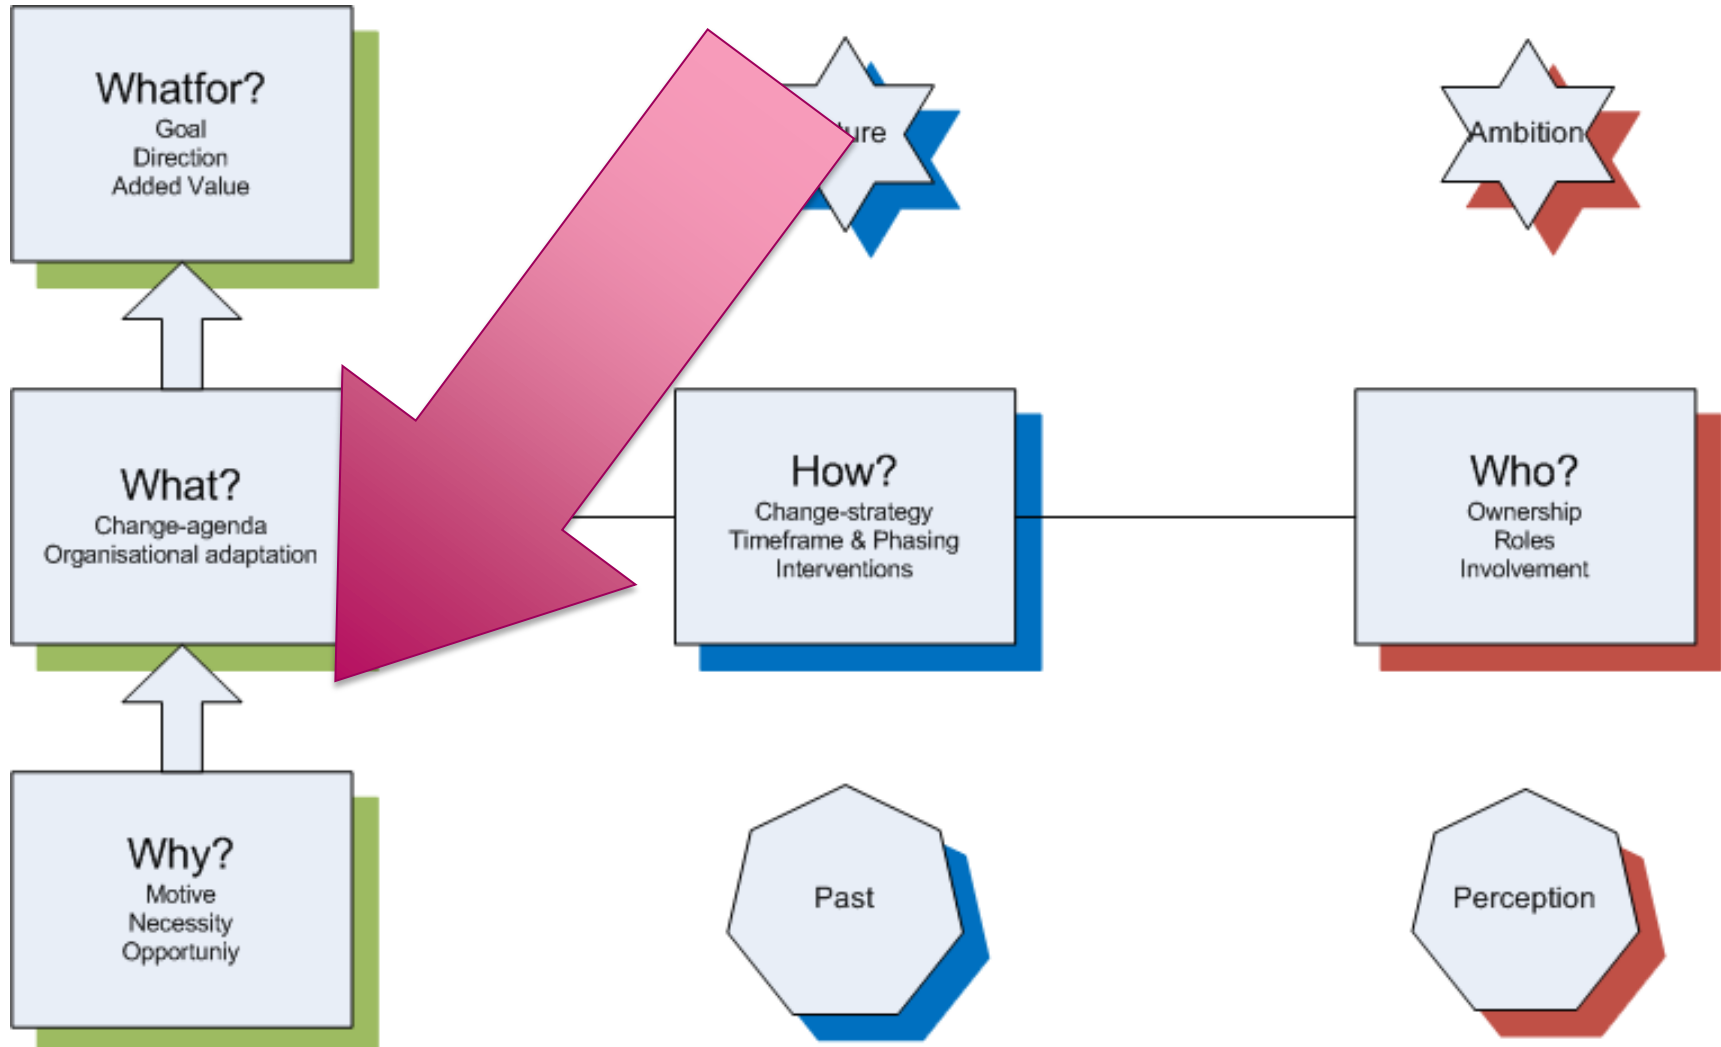 Whatfor?
Goal
Direction
Added Value
ture
Ambition
What?
Change-agenda
Organisational adaptation
How?
Change-strategy
Timeframe & Phasing
Interventions
Who?
Ownership
Roles
Involvement
Why?
Motive
Necessity
Opportuniy
Past
Perception